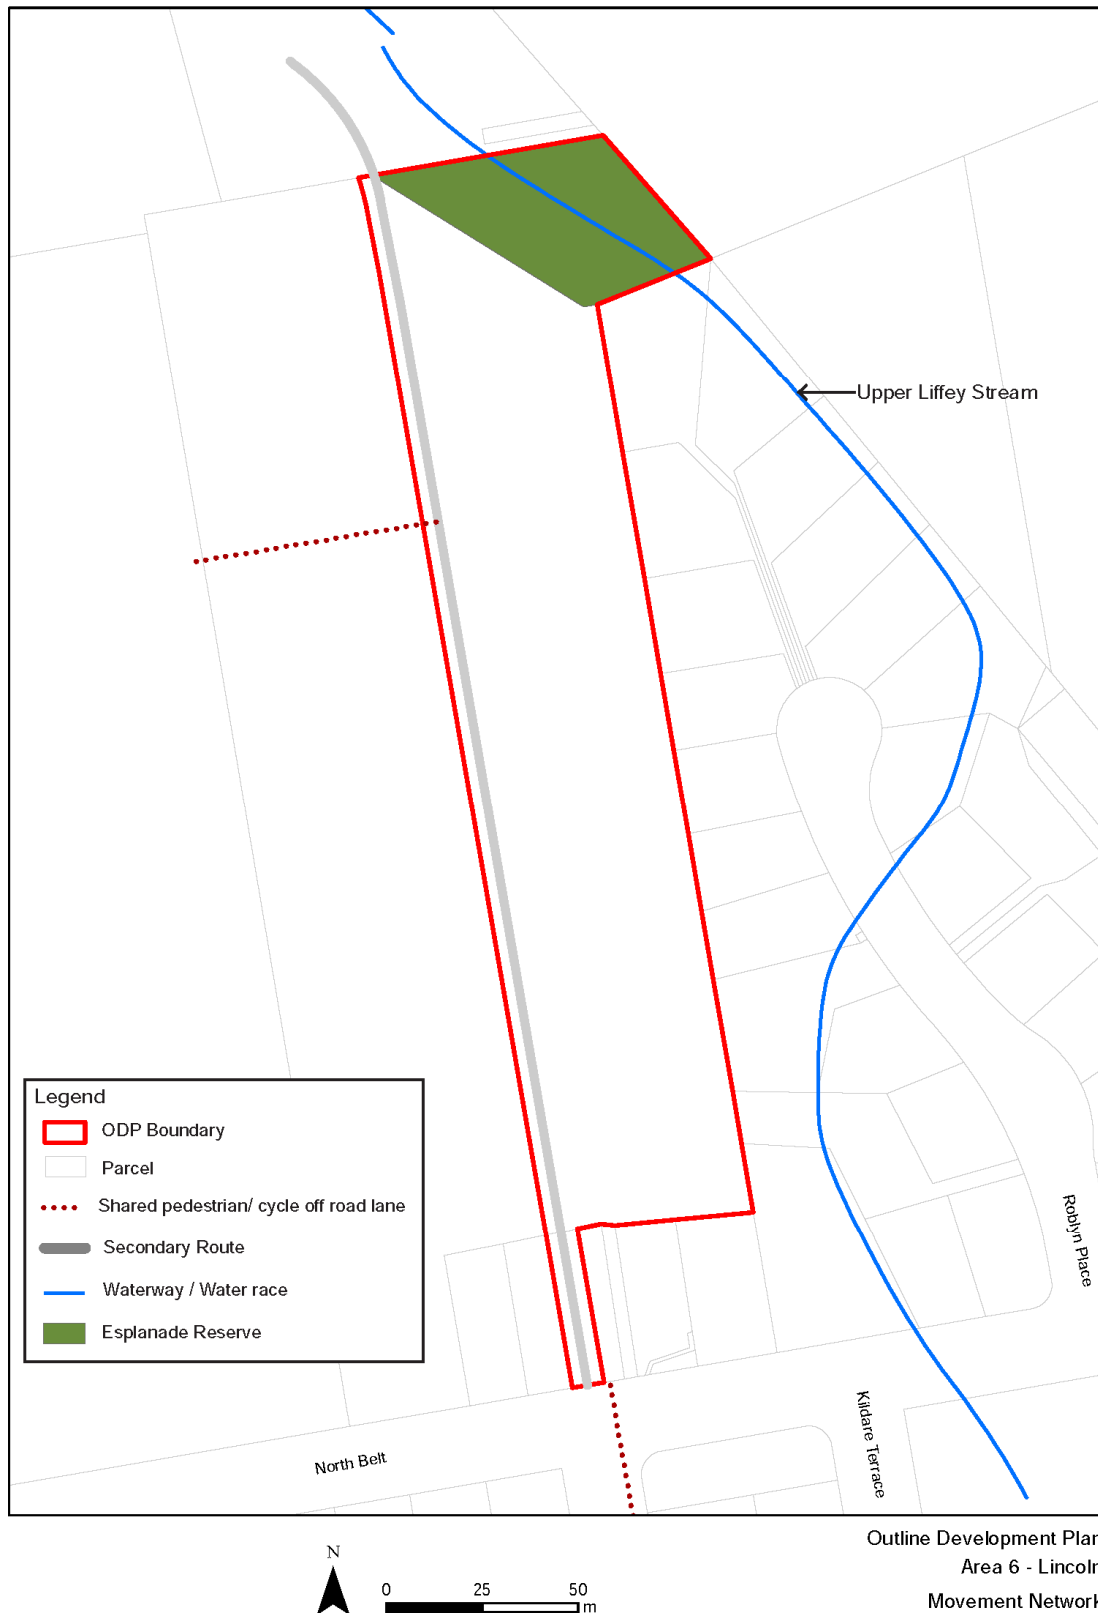 Upper Liffey Stream
Legend
ODP Boundary
Parcel
Shared pedestrian/ cycle off road lane
Secondary Route
Waterway / Water race
Esplanade Reserve
Roblyn Place
Kildare Terrace
North Belt
N
0 25 50
m
Outline Development Plan
Area 6 - Lincoln
Movement Network